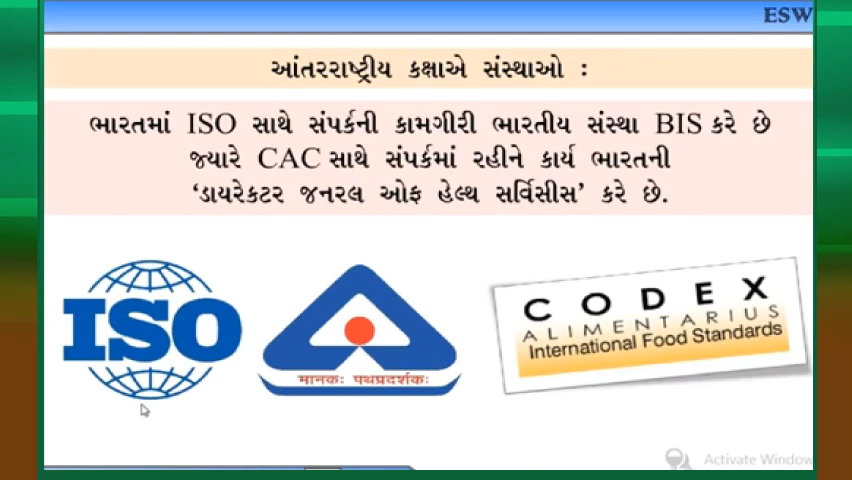 ESW
આંતરરાષ્ટ્રીય કક્ષાએ સંસ્થાઓ :
ભારતમાં ISO સાથે સંપર્કની કામગીરી ભારતીય સંસ્થા BIS કરે છે
જ્યારે CAC સાથે સંપર્કમાં રહીને કાર્ય ભારતની
‘ડાયરેક્ટર જનરલ ઓફ હેલ્થ સર્વિસીસ’ કરે છે.
ISO
मानकः पथप्रदर्शकः
CODEX
ALIMENTARIUS
International Food Standards
Activate Window